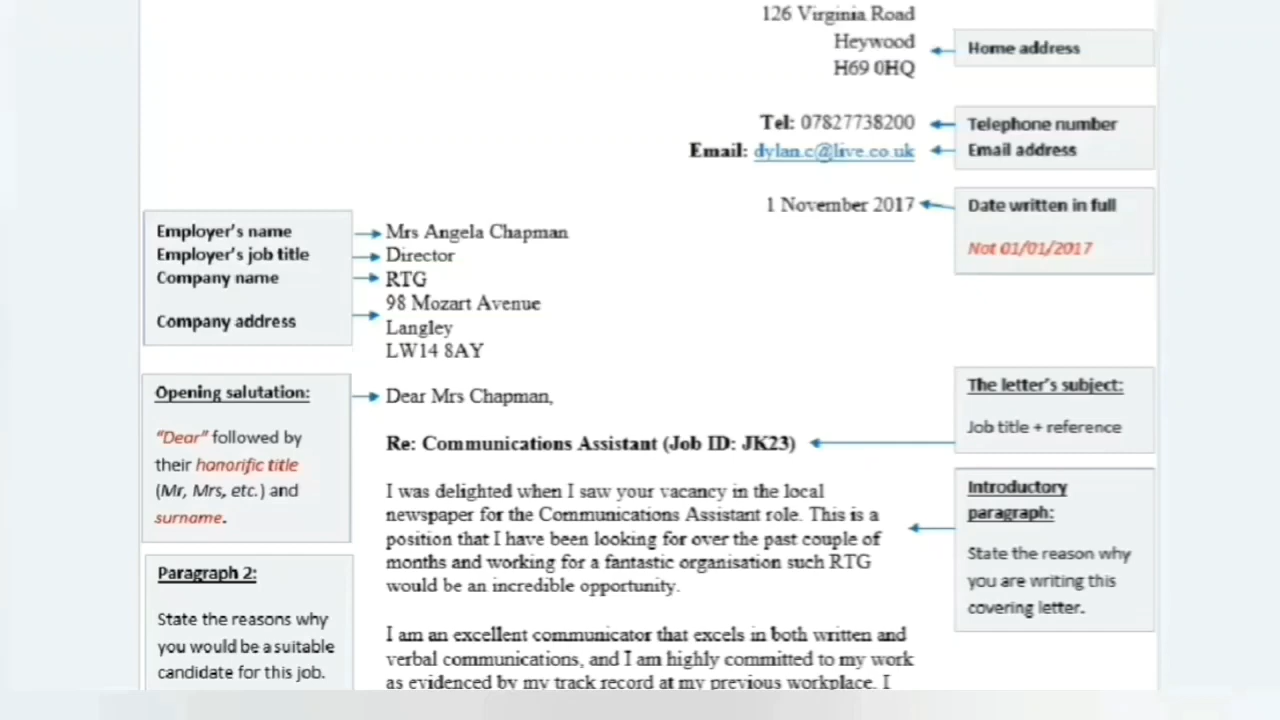 126 Virginia Road
Heywood
H69 0HQ
Home address
Tel: 07827738200
Email: dylan.c@live.co.uk
Telephone number
Email address
1 November 2017
Date written in full
Not 01/01/2017
Employer's name
Employer's job title
Company name
Company address
Mrs Angela Chapman
Director
RTG
98 Mozart Avenue
Langley
LW14 8AY
Opening salutation:
"Dear" followed by
their honorific title
(Mr, Mrs, etc.) and
surname.
Dear Mrs Chapman,
The letter's subject:
Job title + reference
Re: Communications Assistant (Job ID: JK23)
Introductory
paragraph:
State the reason why
you are writing this
covering letter.
I was delighted when I saw your vacancy in the local
newspaper for the Communications Assistant role. This is a
position that I have been looking for over the past couple of
months and working for a fantastic organisation such RTG
would be an incredible opportunity.
Paragraph 2:
State the reasons why
you would be a suitable
candidate for this job.
I am an excellent communicator that excels in both written and
verbal communications, and I am highly committed to my work
as evidenced by my track record at my previous workplace. I